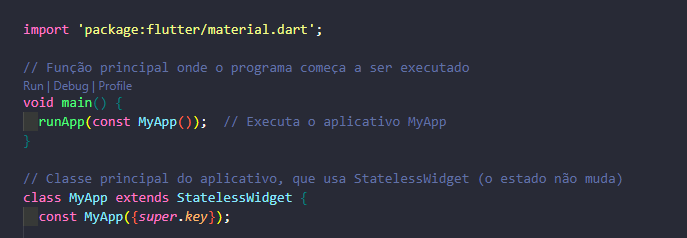 import 'package:flutter/material.dart';
// Função principal onde o programa começa a ser executado
Run | Debug | Profile
void main() {
  runApp(const MyApp());  // Executa o aplicativo MyApp
}
// Classe principal do aplicativo, que usa StatelessWidget (o estado não muda)
class MyApp extends StatelessWidget {
  const MyApp({super.key});